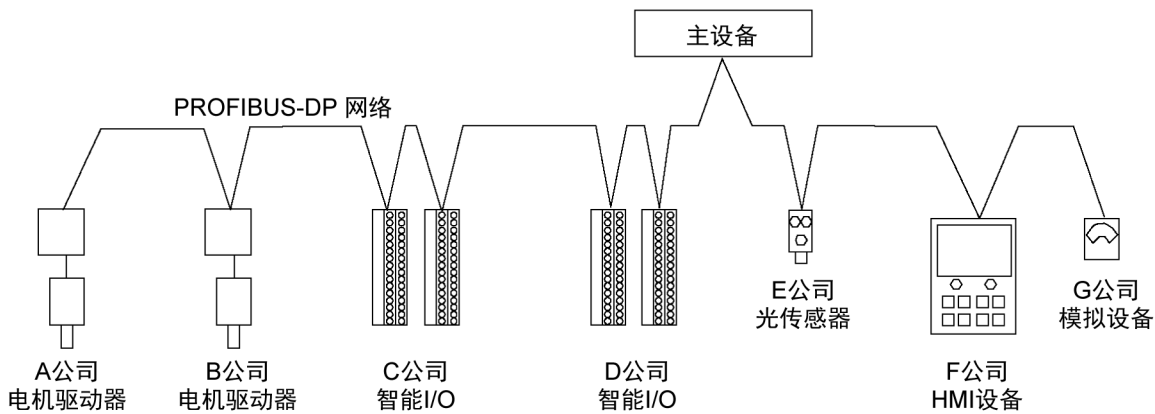 主设备
PROFIBUS-DP 网络
A公司
电机驱动器
B公司
电机驱动器
C公司
智能I/O
D公司
智能I/O
E公司
光传感器
F公司
HMI设备
G公司
模拟设备